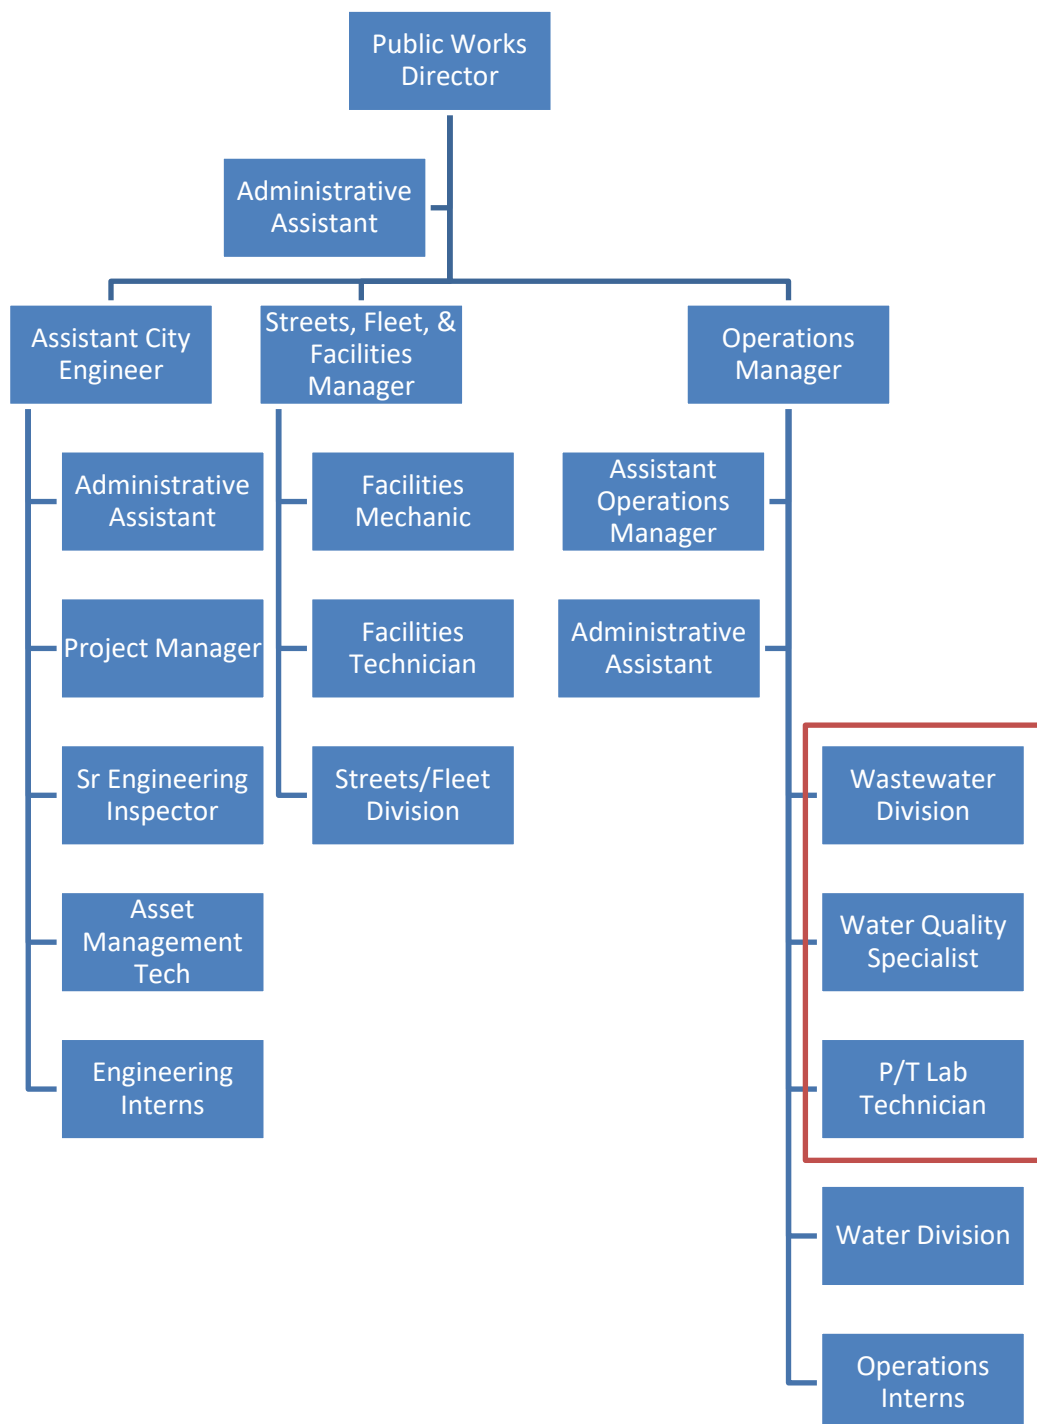 Public Works
Director
Administrative
Assistant
Assistant City
Engineer
Streets, Fleet, &
Facilities
Manager
Operations
Manager
Administrative
Assistant
Project Manager
Sr Engineering
Inspector
Asset
Management
Tech
Engineering
Interns
Facilities
Mechanic
Facilities
Technician
Streets/Fleet
Division
Assistant
Operations
Manager
Administrative
Assistant
Wastewater
Division
Water Quality
Specialist
P/T Lab
Technician
Water Division
Operations
Interns